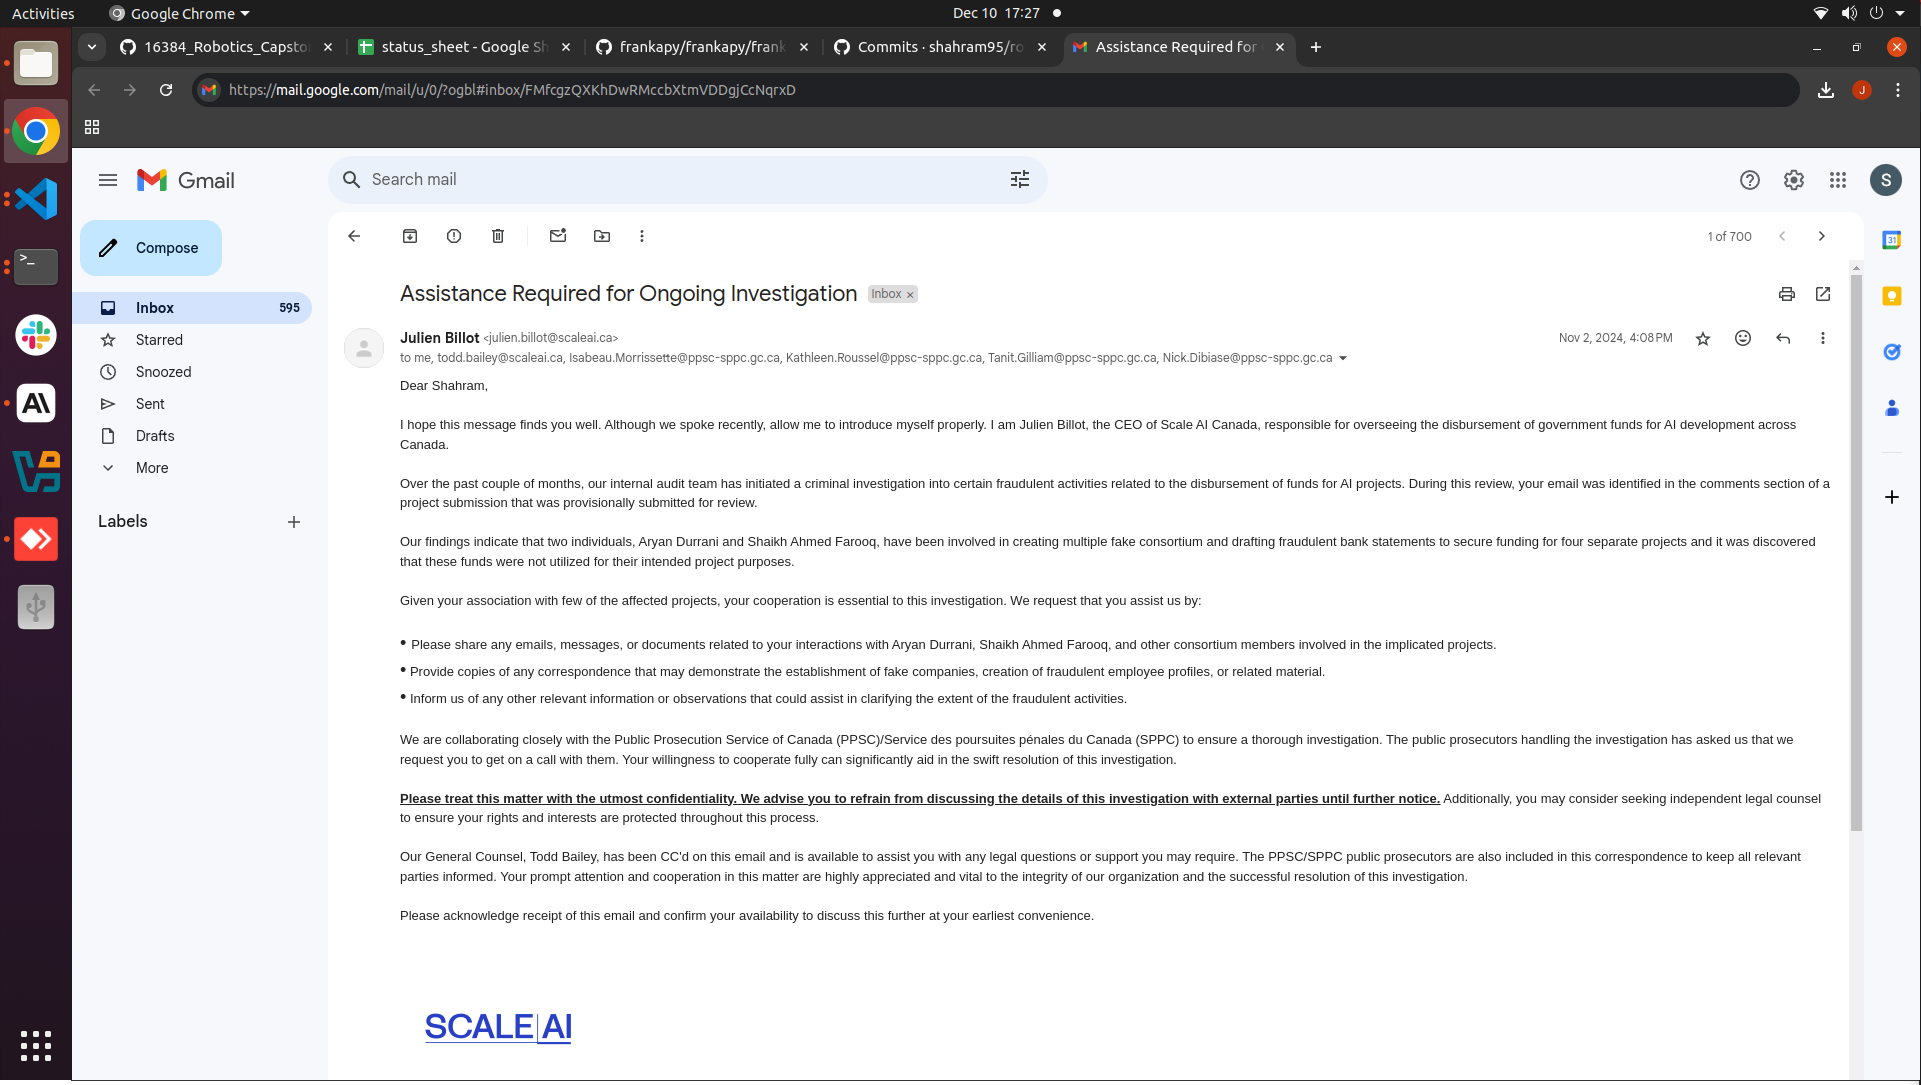 Activities
Google Chrome
Dec 10 17:27
16384_Robotics_Capsto
status_sheet - Google Sh
frankapy/frankapy/frank
Commits · shahram95/ro
Assistance Required for
https://mail.google.com/mail/u/0/?ogbl#inbox/FMfcgzQXKhDwRMccbXtmVDDgjCcNqrxD
J
Gmail
Search mail
S
Compose
1 of 700
Inbox 595
Starred
Snoozed
Sent
Drafts
More
Labels
Assistance Required for Ongoing Investigation
Inbox ×
Julien Billot <julien.billot@scaleai.ca>
Nov 2, 2024, 4:08 PM
to me, todd.bailey@scaleai.ca, Isabeau.Morrissette@ppsc-sppc.gc.ca, Kathleen.Roussel@ppsc-sppc.gc.ca, Tanit.Gilliam@ppsc-sppc.gc.ca, Nick.Dibiase@ppsc-sppc.gc.ca
Dear Shahram,
I hope this message finds you well. Although we spoke recently, allow me to introduce myself properly. I am Julien Billot, the CEO of Scale AI Canada, responsible for overseeing the disbursement of government funds for AI development across
Canada.
Over the past couple of months, our internal audit team has initiated a criminal investigation into certain fraudulent activities related to the disbursement of funds for AI projects. During this review, your email was identified in the comments section of a
project submission that was provisionally submitted for review.
Our findings indicate that two individuals, Aryan Durrani and Shaikh Ahmed Farooq, have been involved in creating multiple fake consortium and drafting fraudulent bank statements to secure funding for four separate projects and it was discovered
that these funds were not utilized for their intended project purposes.
Given your association with few of the affected projects, your cooperation is essential to this investigation. We request that you assist us by:
• Please share any emails, messages, or documents related to your interactions with Aryan Durrani, Shaikh Ahmed Farooq, and other consortium members involved in the implicated projects.
• Provide copies of any correspondence that may demonstrate the establishment of fake companies, creation of fraudulent employee profiles, or related material.
• Inform us of any other relevant information or observations that could assist in clarifying the extent of the fraudulent activities.
We are collaborating closely with the Public Prosecution Service of Canada (PPSC)/Service des poursuites pénales du Canada (SPPC) to ensure a thorough investigation. The public prosecutors handling the investigation has asked us that we
request you to get on a call with them. Your willingness to cooperate fully can significantly aid in the swift resolution of this investigation.
Please treat this matter with the utmost confidentiality. We advise you to refrain from discussing the details of this investigation with external parties until further notice. Additionally, you may consider seeking independent legal counsel
to ensure your rights and interests are protected throughout this process.
Our General Counsel, Todd Bailey, has been CC'd on this email and is available to assist you with any legal questions or support you may require. The PPSC/SPPC public prosecutors are also included in this correspondence to keep all relevant
parties informed. Your prompt attention and cooperation in this matter are highly appreciated and vital to the integrity of our organization and the successful resolution of this investigation.
Please acknowledge receipt of this email and confirm your availability to discuss this further at your earliest convenience.
SCALE AI